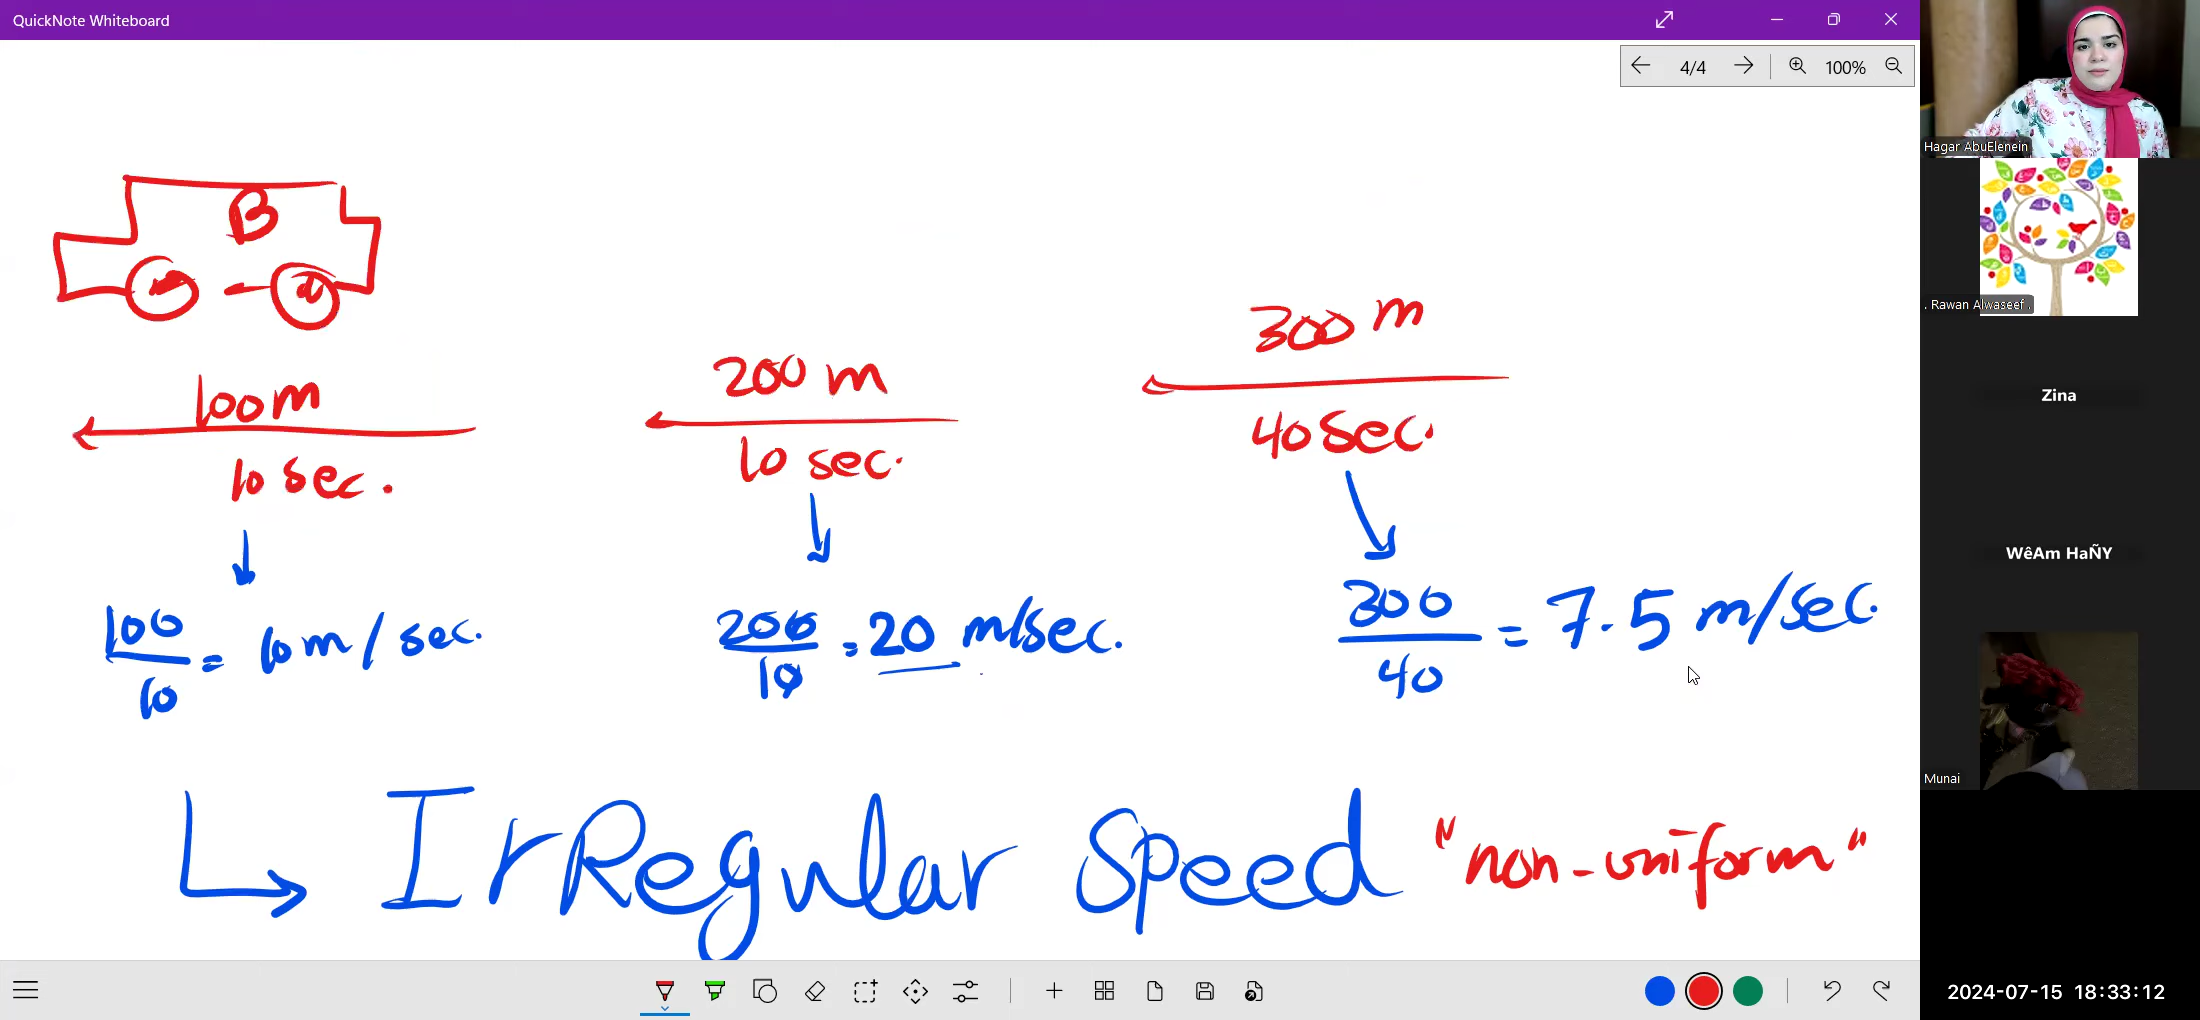 QuickNote Whiteboard
4/4 100%
Hagar AbuElenein
. Rawan Alwaseef .
Zina
WêAm HaÑY
Munai
B
100 m
10 sec.
200 m
10 sec.
300 m
40 sec.
100/10 = 10 m/sec.
200/10 = 20 m/sec.
300/40 = 7.5 m/sec.
IrRegular Speed "non-uniform"
2024-07-15 18:33:12